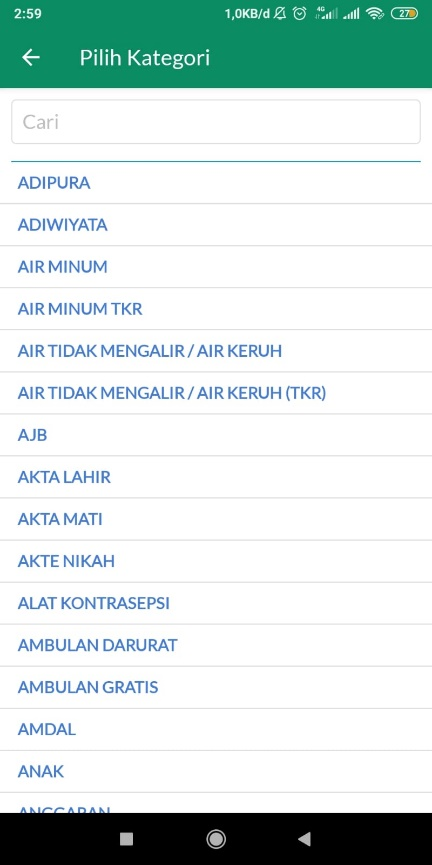 2:59 1,0KB/d 4G 27
Pilih Kategori
Cari
ADIPURA
ADIWIYATA
AIR MINUM
AIR MINUM TKR
AIR TIDAK MENGALIR / AIR KERUH
AIR TIDAK MENGALIR / AIR KERUH (TKR)
AJB
AKTA LAHIR
AKTA MATI
AKTE NIKAH
ALAT KONTRASEPSI
AMBULAN DARURAT
AMBULAN GRATIS
AMDAL
ANAK
ANGGARAN